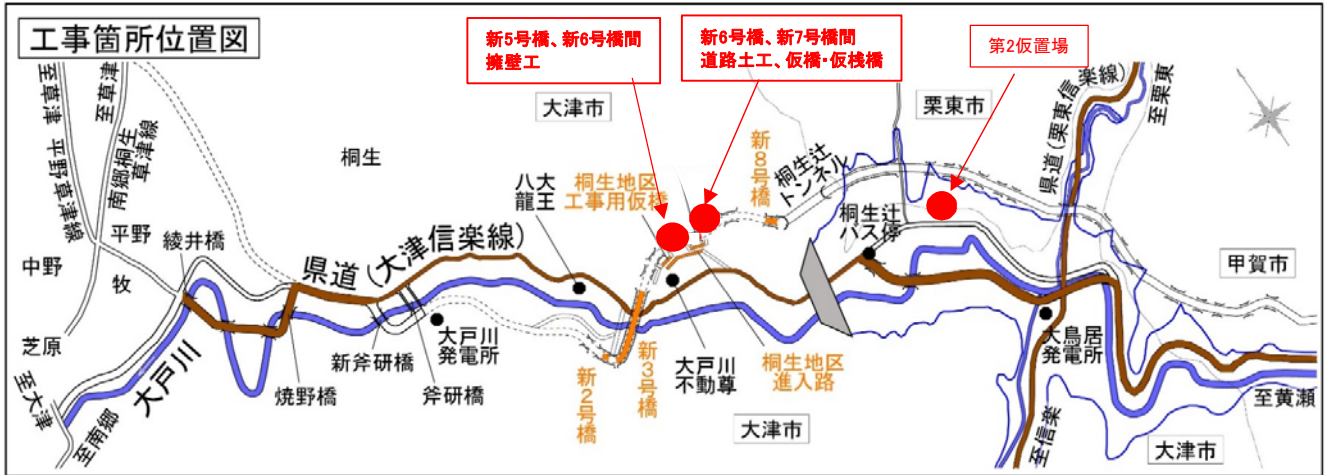 工事箇所位置図
新5号橋、新6号橋間
擁壁工
新6号橋、新7号橋間
道路土工、仮橋・仮桟橋
第2仮置場
至草津
平野草津線
至草津
南郷桐生
草津線
桐生
大津市
栗東市
県道(栗東信楽線)
至栗東
新8号橋
桐生辻
トンネル
八大
龍王
桐生地区
工事用仮橋
桐生辻
バス停
平野
綾井橋
中野
牧
県道(大津信楽線)
甲賀市
芝原
大戸川
新斧研橋
大戸川
発電所
大戸川
不動尊
桐生地区
進入路
大鳥居
発電所
焼野橋
斧研橋
新2号橋
新3号橋
至大津
至南郷
大津市
至信楽
至黄瀬
大津市